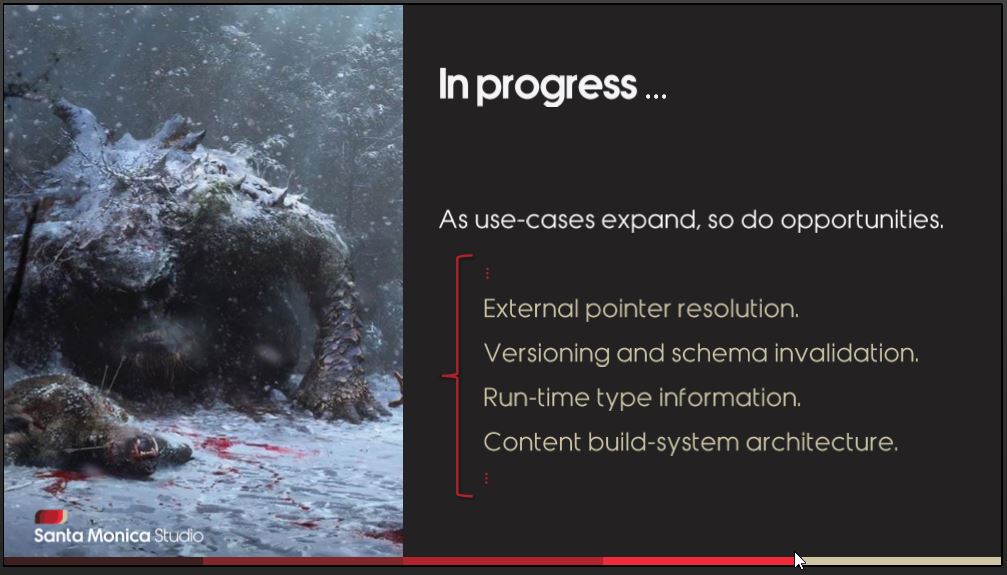 In progress ...
As use-cases expand, so do opportunities.
⋮
External pointer resolution.
Versioning and schema invalidation.
Run-time type information.
Content build-system architecture.
⋮
Santa Monica Studio